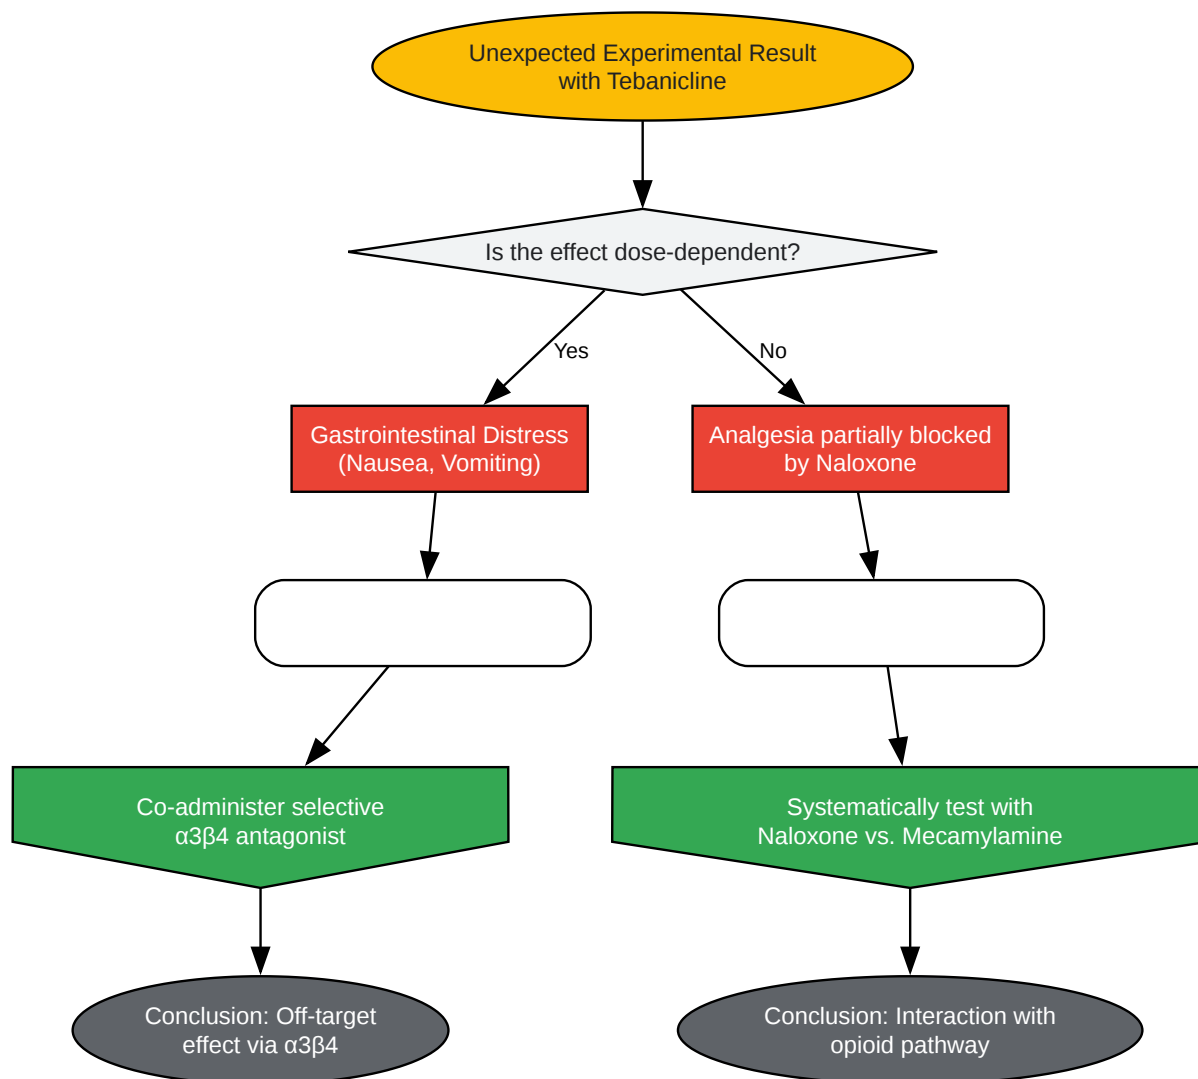 Unexpected Experimental Result
with Tebanicline
Is the effect dose-dependent?
Yes
No
Gastrointestinal Distress
(Nausea, Vomiting)
Analgesia partially blocked
by Naloxone
Co-administer selective
α3β4 antagonist
Systematically test with
Naloxone vs. Mecamylamine
Conclusion: Off-target
effect via α3β4
Conclusion: Interaction with
opioid pathway